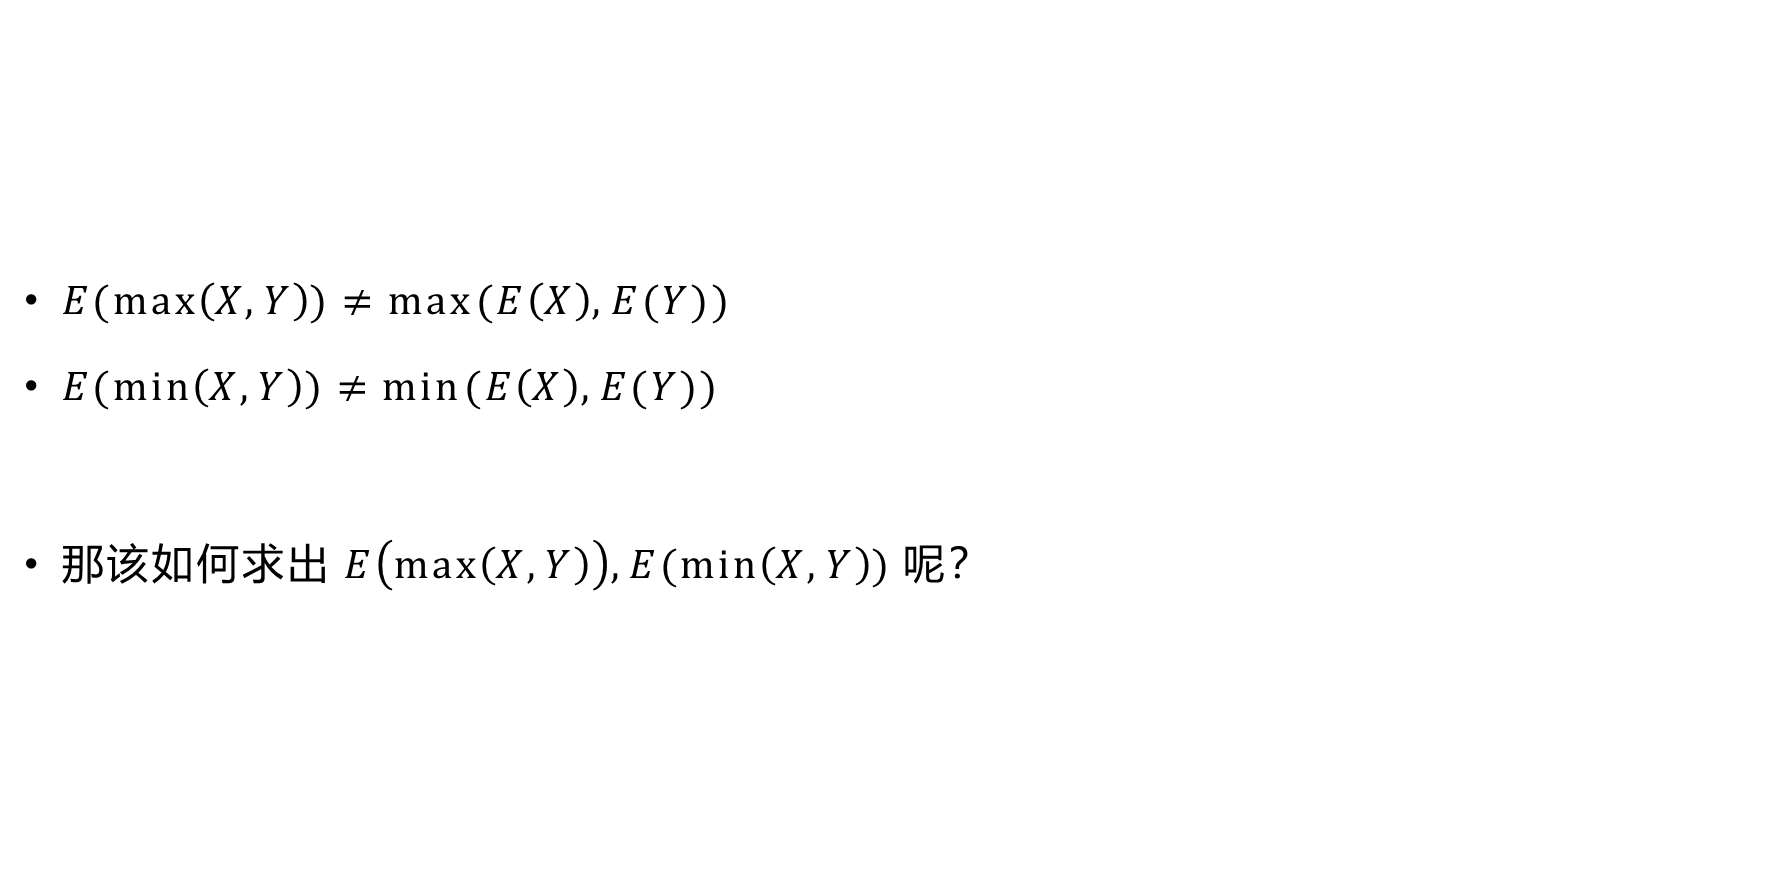 • E(max(X, Y)) ≠ max(E(X), E(Y))
• E(min(X, Y)) ≠ min(E(X), E(Y))
• 那该如何求出 E(max(X, Y)), E(min(X, Y)) 呢？